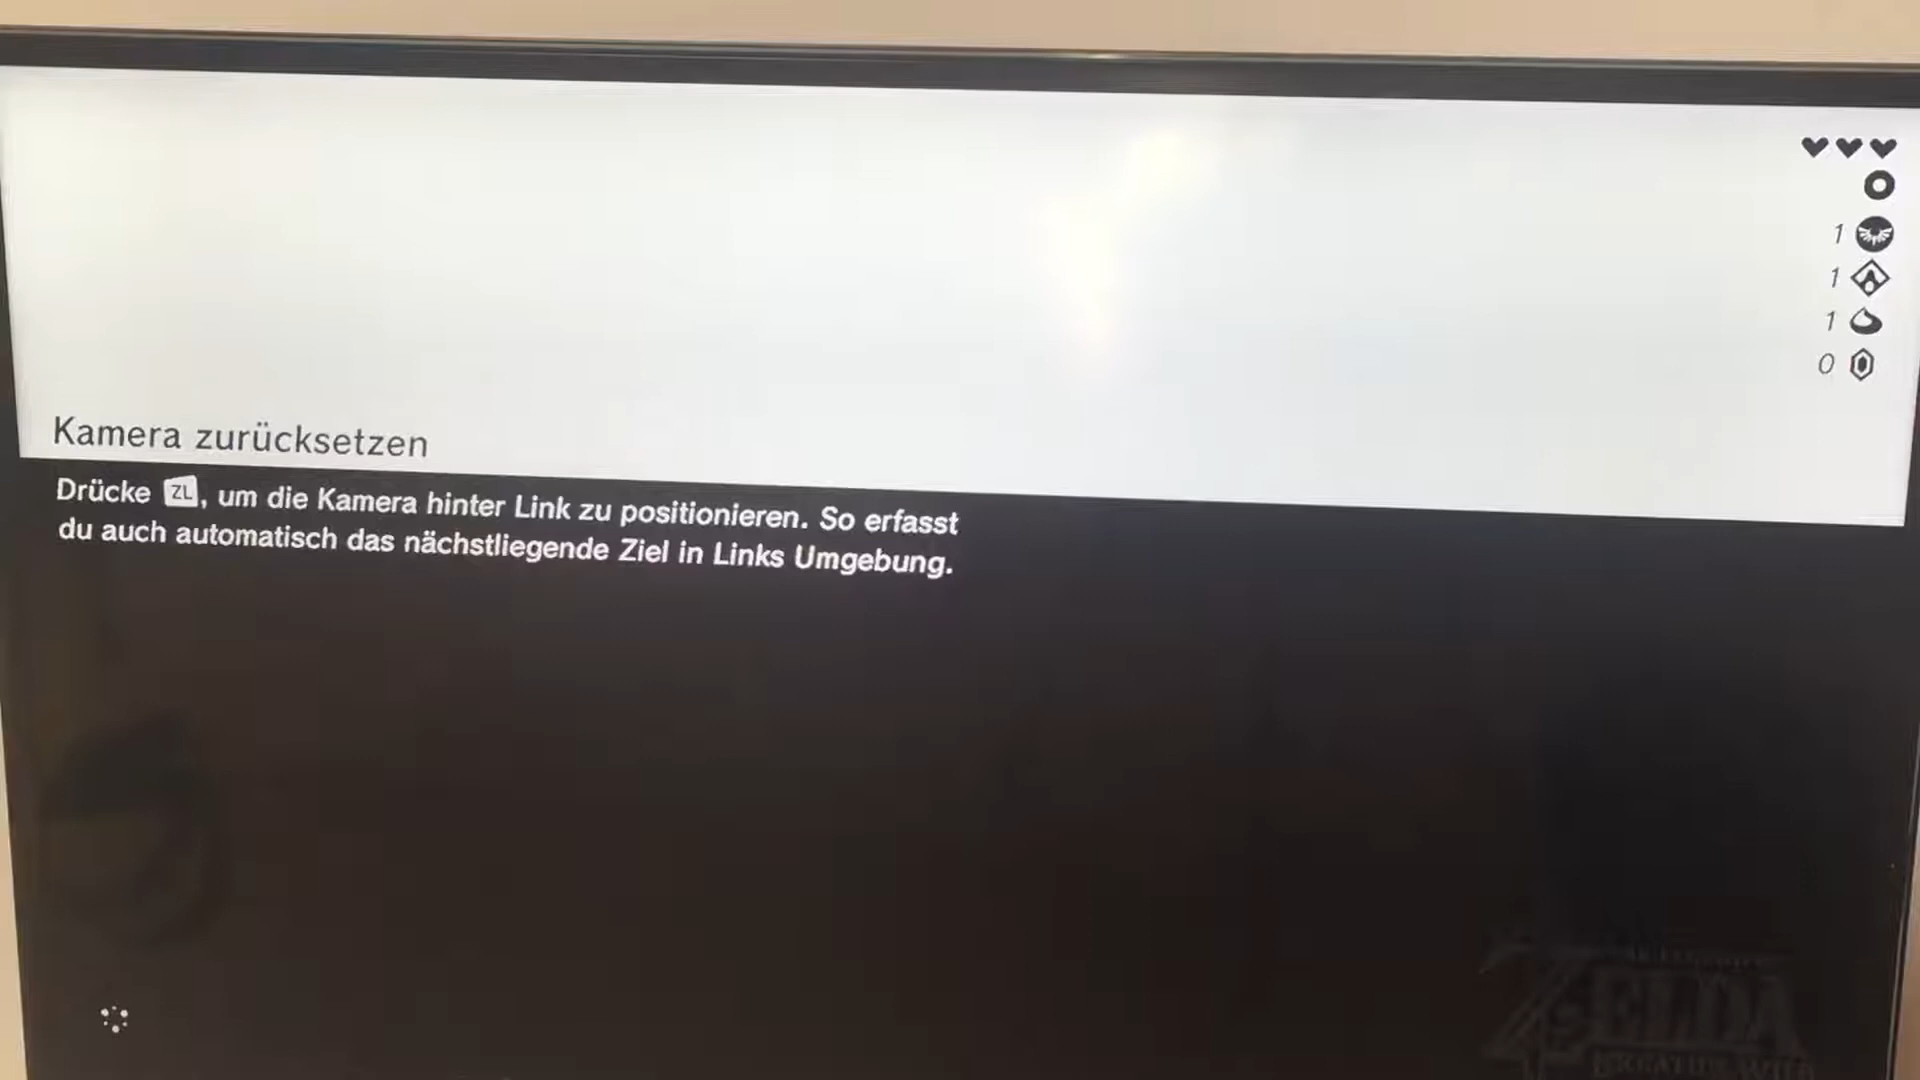 1
1
1
0
Kamera zurücksetzen
Drücke ZL, um die Kamera hinter Link zu positionieren. So erfasst
du auch automatisch das nächstliegende Ziel in Links Umgebung.
ZELDA